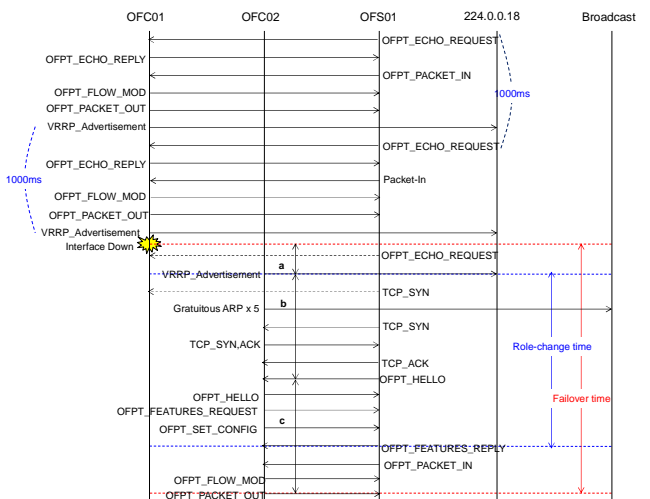 OFC01 OFC02 OFS01 224.0.0.18 Broadcast
OFPT_ECHO_REQUEST
OFPT_ECHO_REPLY
OFPT_PACKET_IN
OFPT_FLOW_MOD
1000ms
OFPT_PACKET_OUT
VRRP_Advertisement
OFPT_ECHO_REQUEST
OFPT_ECHO_REPLY
1000ms
Packet-In
OFPT_FLOW_MOD
OFPT_PACKET_OUT
VRRP_Advertisement
Interface Down
OFPT_ECHO_REQUEST
a
VRRP_Advertisement
TCP_SYN
b
Gratuitous ARP x 5
TCP_SYN
TCP_SYN,ACK
Role-change time
TCP_ACK
OFPT_HELLO
OFPT_HELLO
Failover time
OFPT_FEATURES_REQUEST
c
OFPT_SET_CONFIG
OFPT_FEATURES_REPLY
OFPT_PACKET_IN
OFPT_FLOW_MOD
OFPT_PACKET_OUT